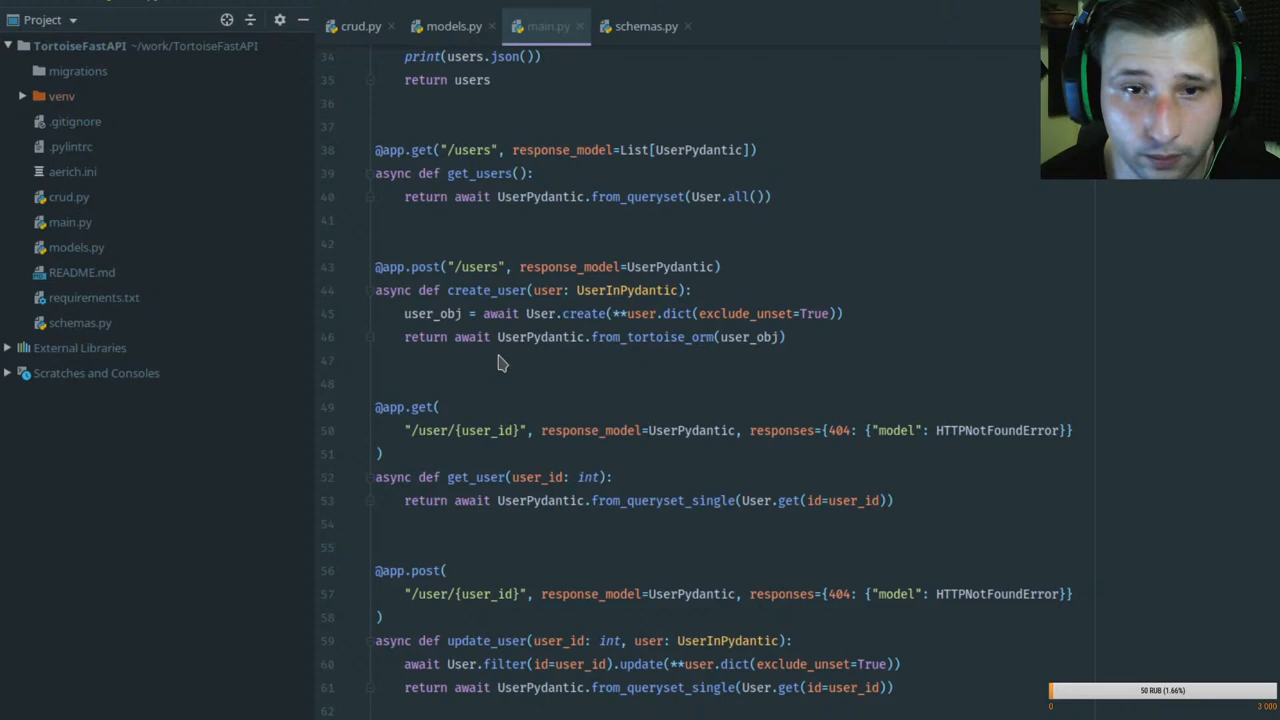 Project
crud.py
models.py
main.py
schemas.py
TortoiseFastAPI ~/work/TortoiseFastAPI
migrations
venv
.gitignore
.pylintrc
aerich.ini
crud.py
main.py
models.py
README.md
requirements.txt
schemas.py
External Libraries
Scratches and Consoles
34 print(users.json())
35 return users
36
37
38 @app.get("/users", response_model=List[UserPydantic])
39 async def get_users():
40 return await UserPydantic.from_queryset(User.all())
41
42
43 @app.post("/users", response_model=UserPydantic)
44 async def create_user(user: UserInPydantic):
45 user_obj = await User.create(**user.dict(exclude_unset=True))
46 return await UserPydantic.from_tortoise_orm(user_obj)
47
48
49 @app.get(
50 "/user/{user_id}", response_model=UserPydantic, responses={404: {"model": HTTPNotFoundError}}
51 )
52 async def get_user(user_id: int):
53 return await UserPydantic.from_queryset_single(User.get(id=user_id))
54
55
56 @app.post(
57 "/user/{user_id}", response_model=UserPydantic, responses={404: {"model": HTTPNotFoundError}}
58 )
59 async def update_user(user_id: int, user: UserInPydantic):
60 await User.filter(id=user_id).update(**user.dict(exclude_unset=True))
61 return await UserPydantic.from_queryset_single(User.get(id=user_id))
62
50 RUB (1.66%)
0 3 000